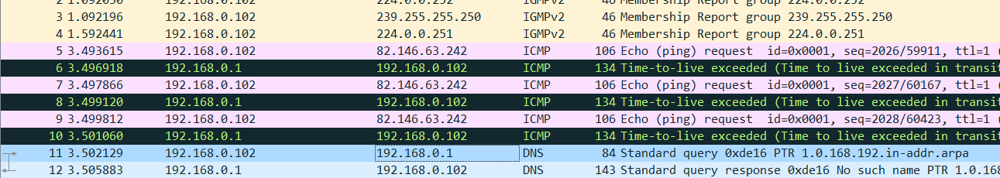 2 1.092050 192.168.0.102 224.0.0.252 IGMPv2 46 Membership Report group 224.0.0.252
3 1.092196 192.168.0.102 239.255.255.250 IGMPv2 46 Membership Report group 239.255.255.250
4 1.592441 192.168.0.102 224.0.0.251 IGMPv2 46 Membership Report group 224.0.0.251
5 3.493615 192.168.0.102 82.146.63.242 ICMP 106 Echo (ping) request id=0x0001, seq=2026/59911, ttl=1 (
6 3.496918 192.168.0.1 192.168.0.102 ICMP 134 Time-to-live exceeded (Time to live exceeded in transit
7 3.497866 192.168.0.102 82.146.63.242 ICMP 106 Echo (ping) request id=0x0001, seq=2027/60167, ttl=1 (
8 3.499120 192.168.0.1 192.168.0.102 ICMP 134 Time-to-live exceeded (Time to live exceeded in transit
9 3.499812 192.168.0.102 82.146.63.242 ICMP 106 Echo (ping) request id=0x0001, seq=2028/60423, ttl=1 (
10 3.501060 192.168.0.1 192.168.0.102 ICMP 134 Time-to-live exceeded (Time to live exceeded in transit
11 3.502129 192.168.0.102 192.168.0.1 DNS 84 Standard query 0xde16 PTR 1.0.168.192.in-addr.arpa
12 3.505883 192.168.0.1 192.168.0.102 DNS 143 Standard query response 0xde16 No such name PTR 1.0.168